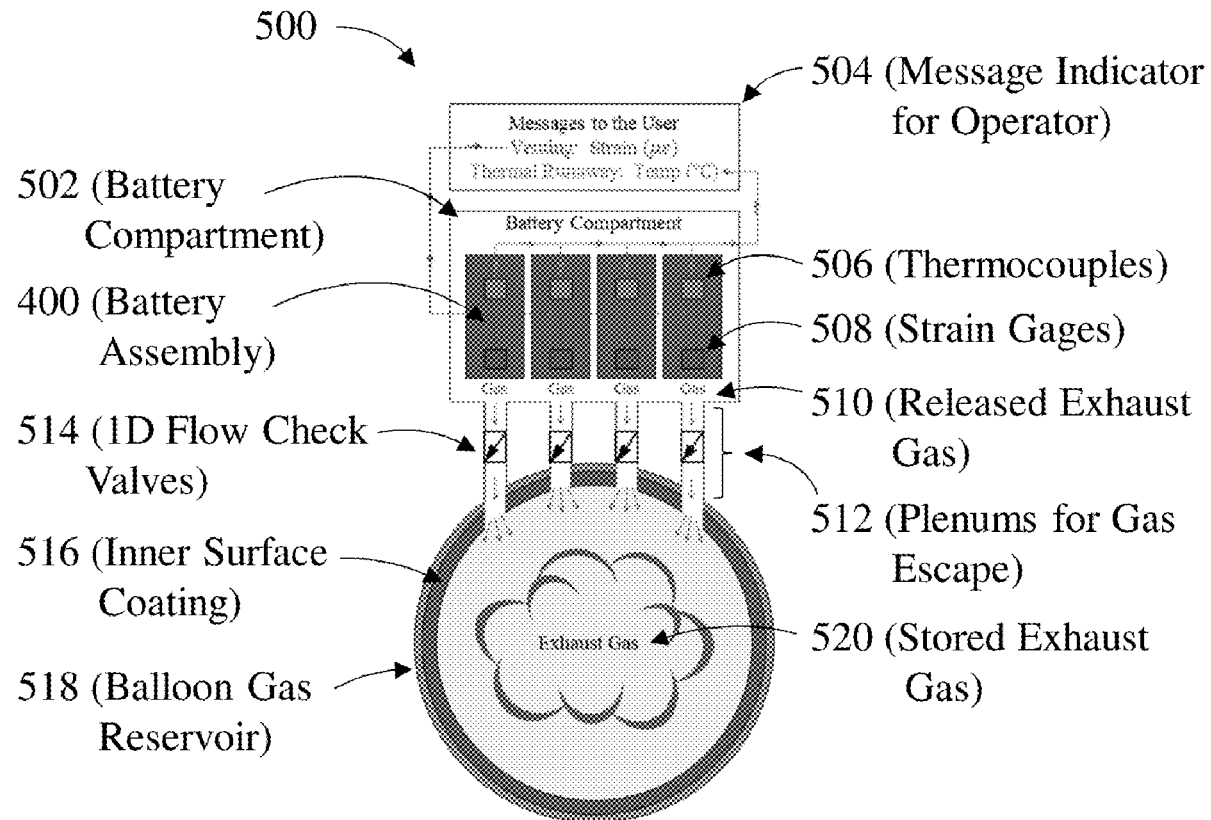 500
504 (Message Indicator
for Operator)
Messages to the User
Venting: Strain (με)
Thermal Runaway: Temp (°C)
502 (Battery
Compartment)
Battery Compartment
506 (Thermocouples)
400 (Battery
Assembly)
508 (Strain Gages)
Gas Gas Gas Gas
510 (Released Exhaust
Gas)
514 (1D Flow Check
Valves)
512 (Plenums for Gas
Escape)
516 (Inner Surface
Coating)
Exhaust Gas
520 (Stored Exhaust
Gas)
518 (Balloon Gas
Reservoir)